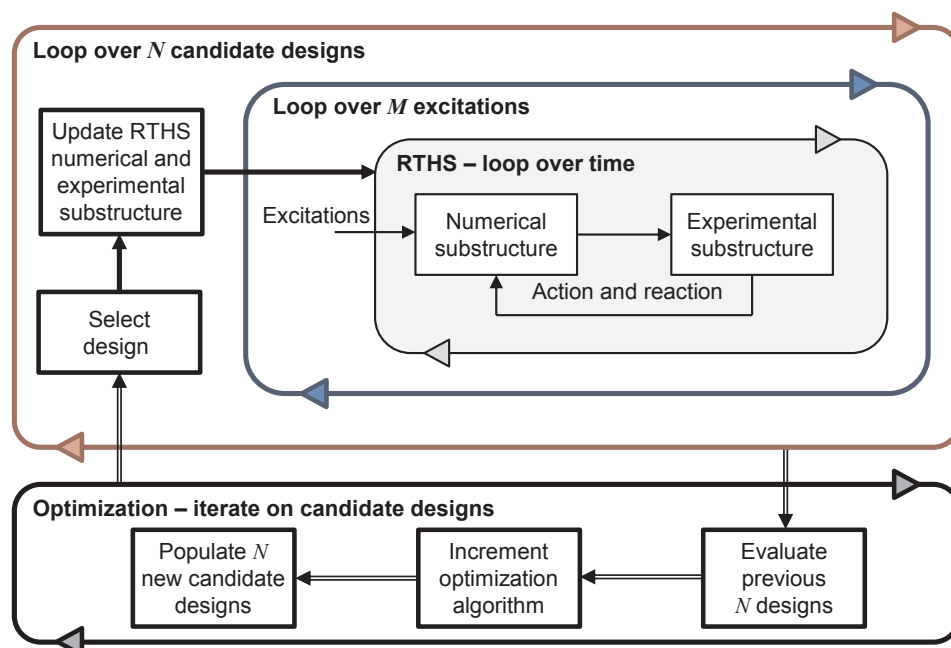 Loop over N candidate designs
Loop over M excitations
Update RTHS
numerical and
experimental
substructure
RTHS – loop over time
Excitations
Numerical
substructure
Experimental
substructure
Action and reaction
Select
design
Optimization – iterate on candidate designs
Populate N
new candidate
designs
Increment
optimization
algorithm
Evaluate
previous
N designs